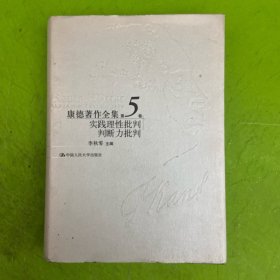 康德著作全集 第5卷
实践理性批判
判断力批判
李秋零 主编
中国人民大学出版社
Kant